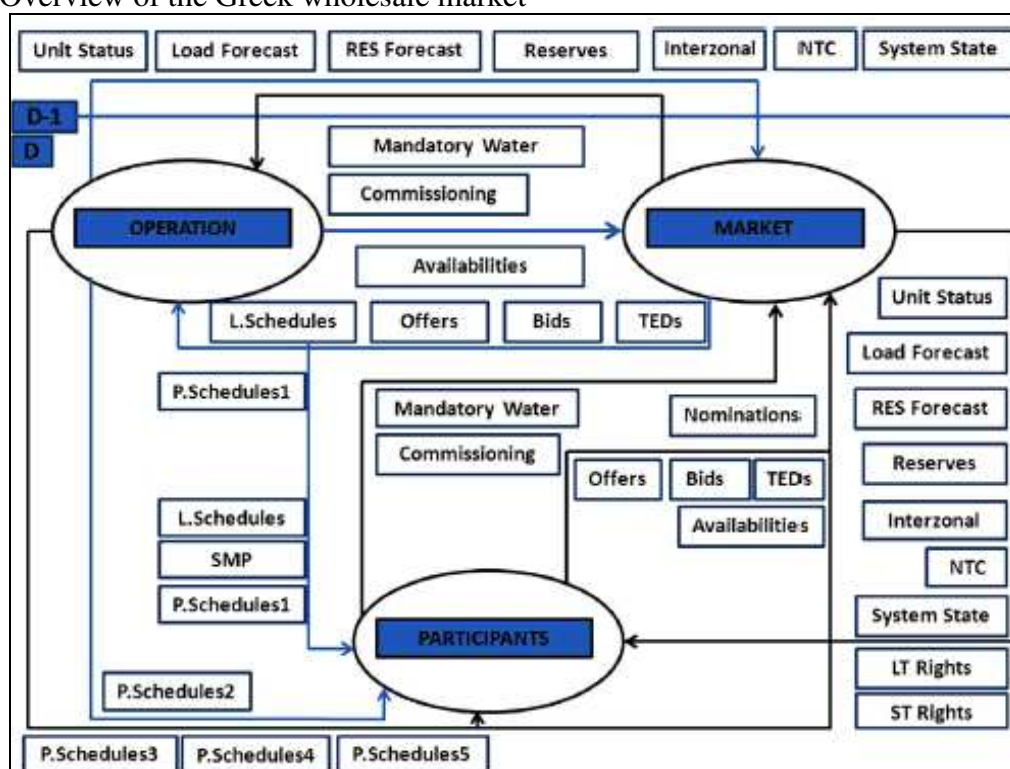 Overview of the Greek wholesale market
Unit Status Load Forecast RES Forecast Reserves Interzonal NTC System State
D-1
D
Mandatory Water
Commissioning
OPERATION MARKET
Availabilities
Unit Status
L.Schedules Offers Bids TEDs
Load Forecast
P.Schedules1
Mandatory Water Nominations RES Forecast
Commissioning
Offers Bids TEDs Reserves
L.Schedules Availabilities Interzonal
SMP NTC
P.Schedules1 System State
PARTICIPANTS
LT Rights
P.Schedules2
ST Rights
P.Schedules3 P.Schedules4 P.Schedules5